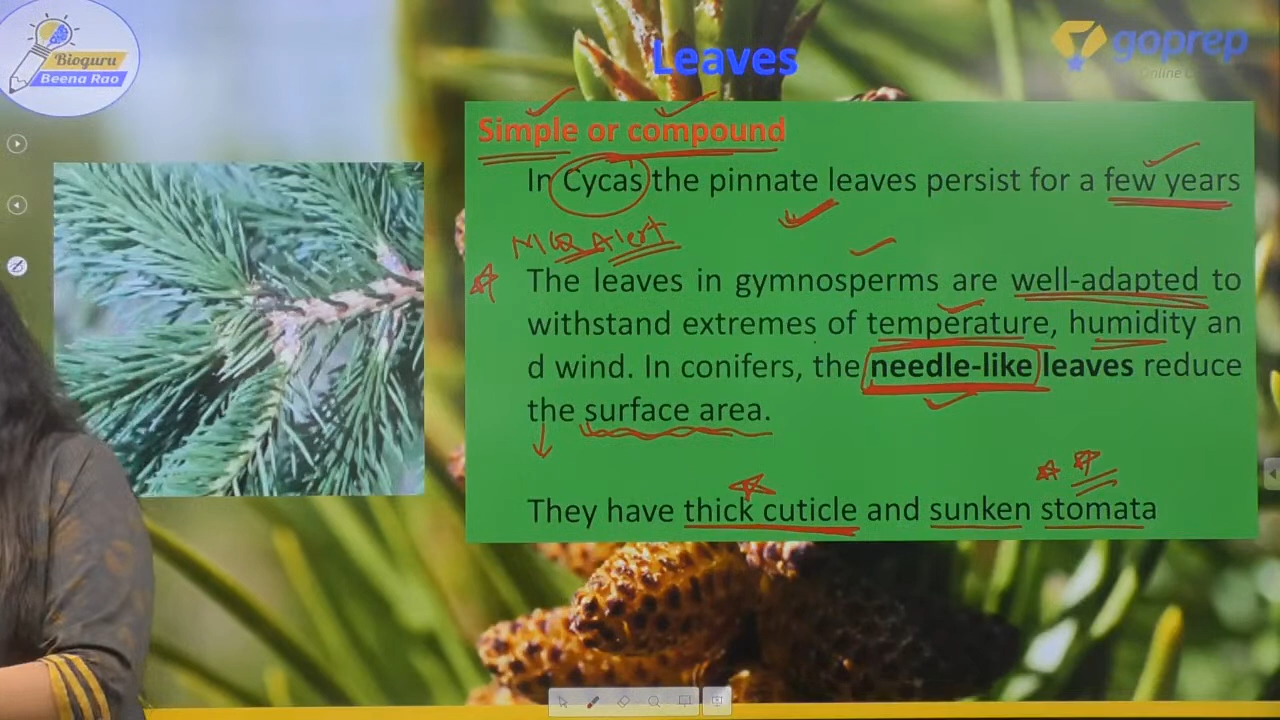 Bioguru
Beena Rao
Leaves
goprep
Simple or compound
In Cycas the pinnate leaves persist for a few years
MCQ Alert
The leaves in gymnosperms are well-adapted to
withstand extremes of temperature, humidity an
d wind. In conifers, the needle-like leaves reduce
the surface area.
They have thick cuticle and sunken stomata